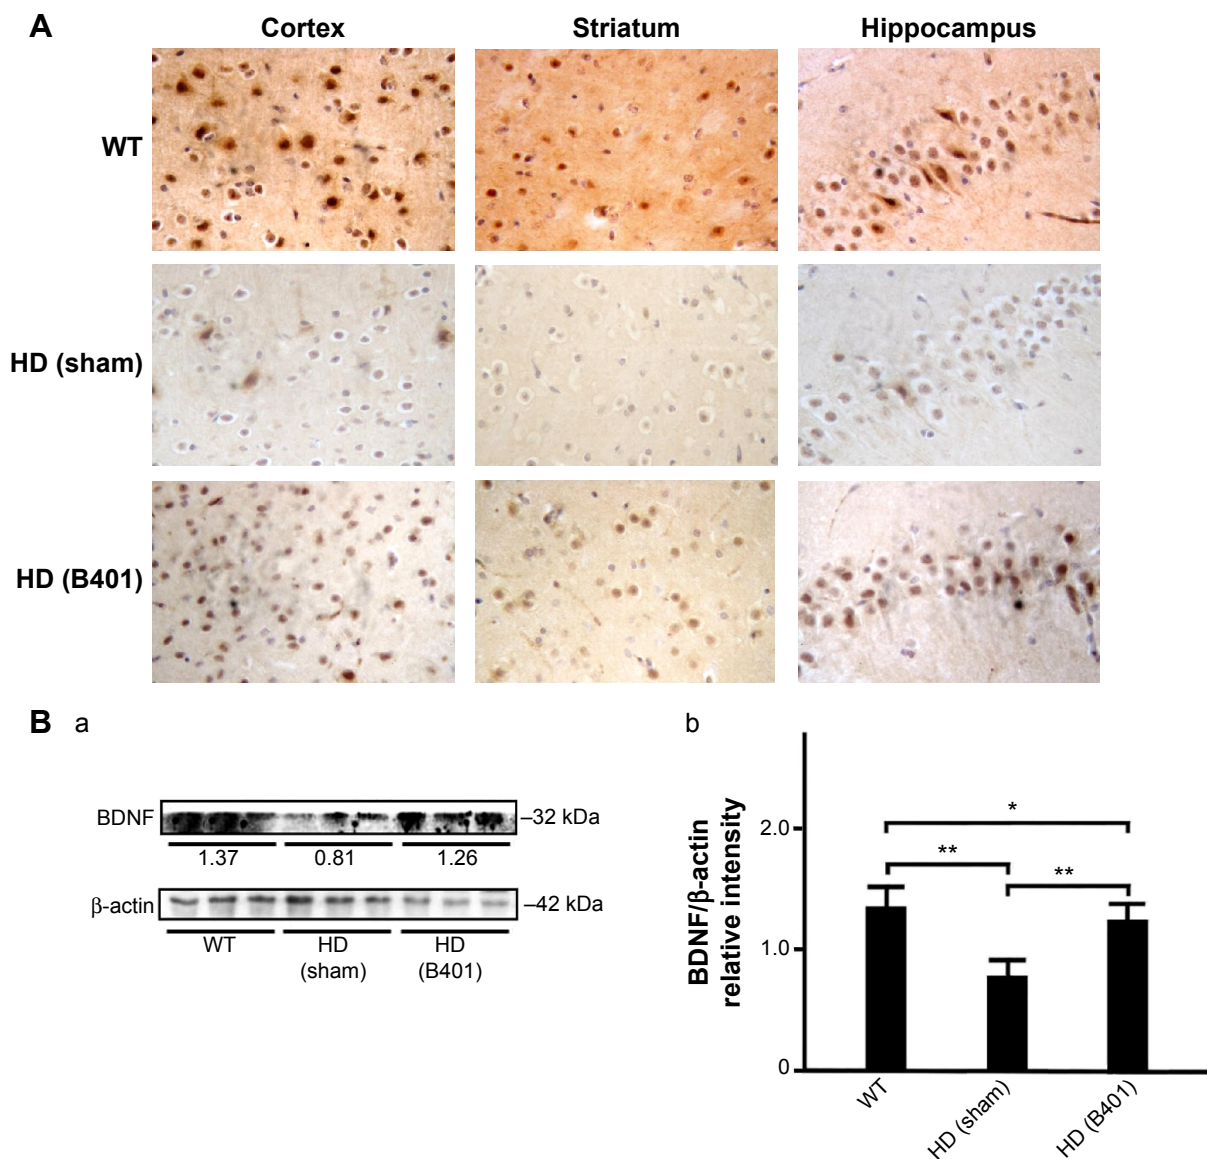 A
Cortex
Striatum
Hippocampus
WT
HD (sham)
HD (B401)
B a
BDNF
–32 kDa
1.37
0.81
1.26
β-actin
–42 kDa
WT
HD
(sham)
HD
(B401)
b
BDNF/β-actin
relative intensity
2.0
1.0
0
*
**
**
WT
HD (sham)
HD (B401)